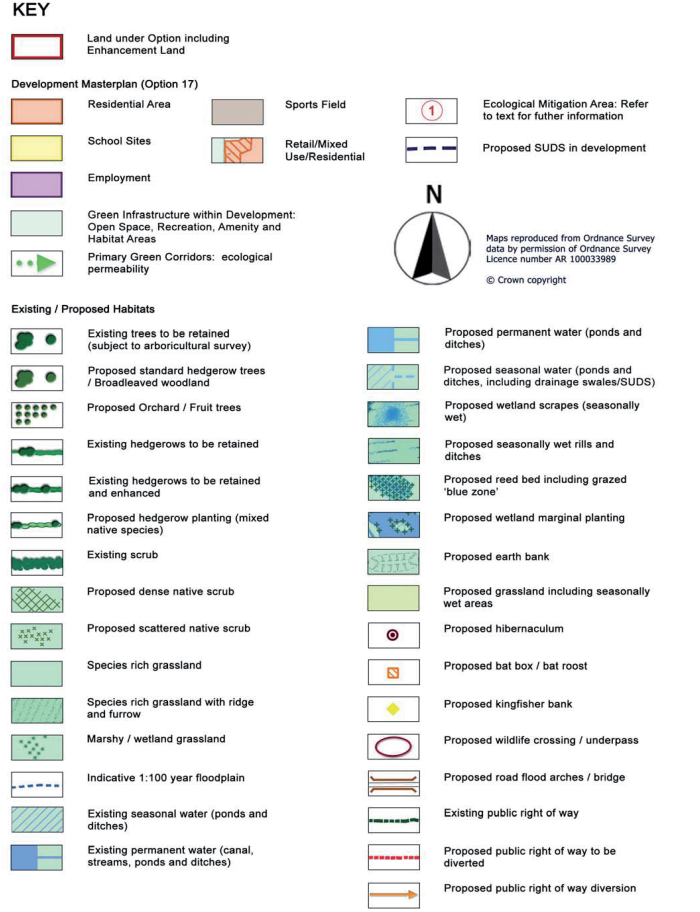 KEY
Land under Option including
Enhancement Land
Development Masterplan (Option 17)
Residential Area
School Sites
Employment
Green Infrastructure within Development:
Open Space, Recreation, Amenity and
Habitat Areas
Primary Green Corridors: ecological
permeability
Sports Field
Retail/Mixed
Use/Residential
1
Ecological Mitigation Area: Refer
to text for futher information
Proposed SUDS in development
N
Maps reproduced from Ordnance Survey
data by permission of Ordnance Survey
Licence number AR 100033989
© Crown copyright
Existing / Proposed Habitats
Existing trees to be retained
(subject to arboricultural survey)
Proposed standard hedgerow trees
/ Broadleaved woodland
Proposed Orchard / Fruit trees
Existing hedgerows to be retained
Existing hedgerows to be retained
and enhanced
Proposed hedgerow planting (mixed
native species)
Existing scrub
Proposed dense native scrub
Proposed scattered native scrub
Species rich grassland
Species rich grassland with ridge
and furrow
Marshy / wetland grassland
Indicative 1:100 year floodplain
Existing seasonal water (ponds and
ditches)
Existing permanent water (canal,
streams, ponds and ditches)
Proposed permanent water (ponds and
ditches)
Proposed seasonal water (ponds and
ditches, including drainage swales/SUDS)
Proposed wetland scrapes (seasonally
wet)
Proposed seasonally wet rills and
ditches
Proposed reed bed including grazed
'blue zone'
Proposed wetland marginal planting
Proposed earth bank
Proposed grassland including seasonally
wet areas
Proposed hibernaculum
Proposed bat box / bat roost
Proposed kingfisher bank
Proposed wildlife crossing / underpass
Proposed road flood arches / bridge
Existing public right of way
Proposed public right of way to be
diverted
Proposed public right of way diversion